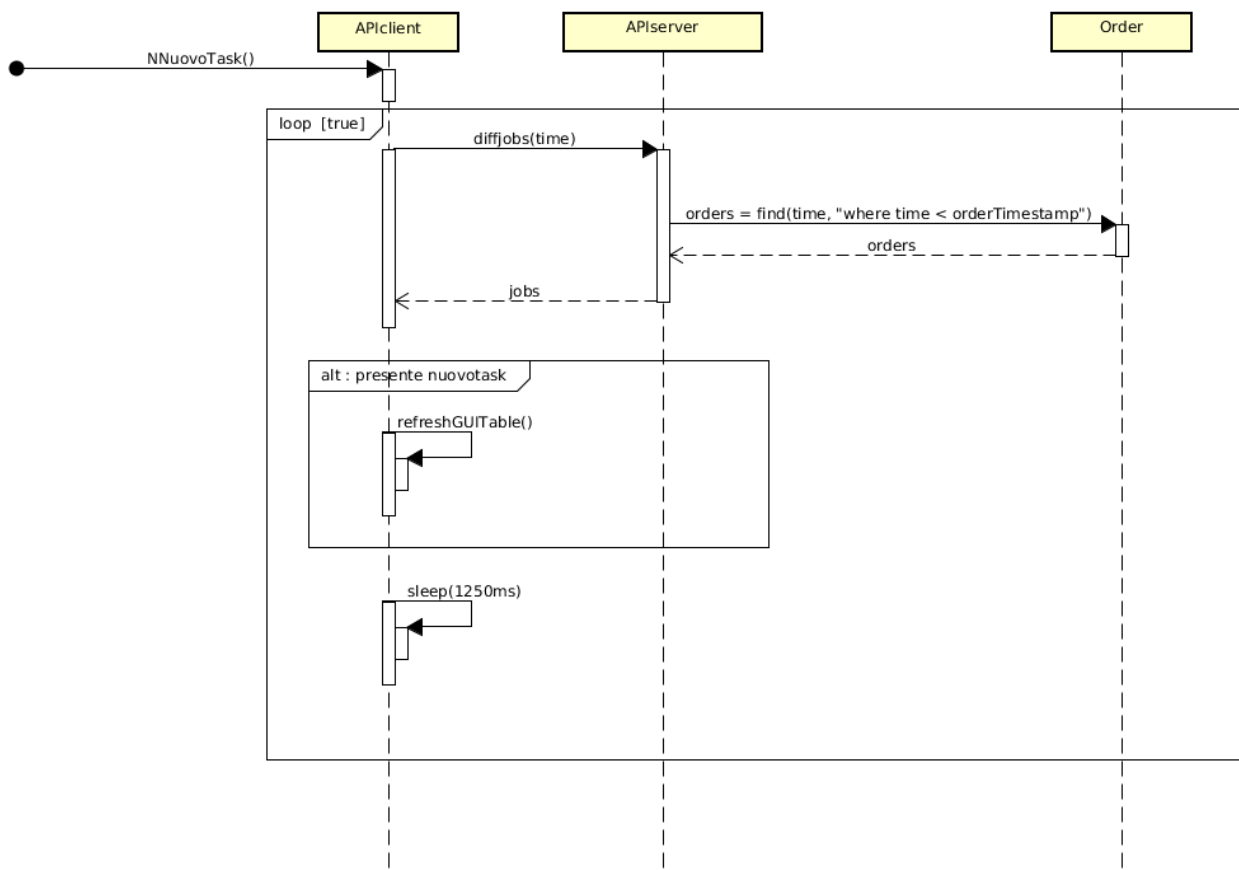 APIclient
APIserver
Order
NNuovoTask()
loop [true]
diffjobs(time)
orders = find(time, "where time < orderTimestamp")
orders
jobs
alt : presente nuovotask
refreshGUITable()
sleep(1250ms)